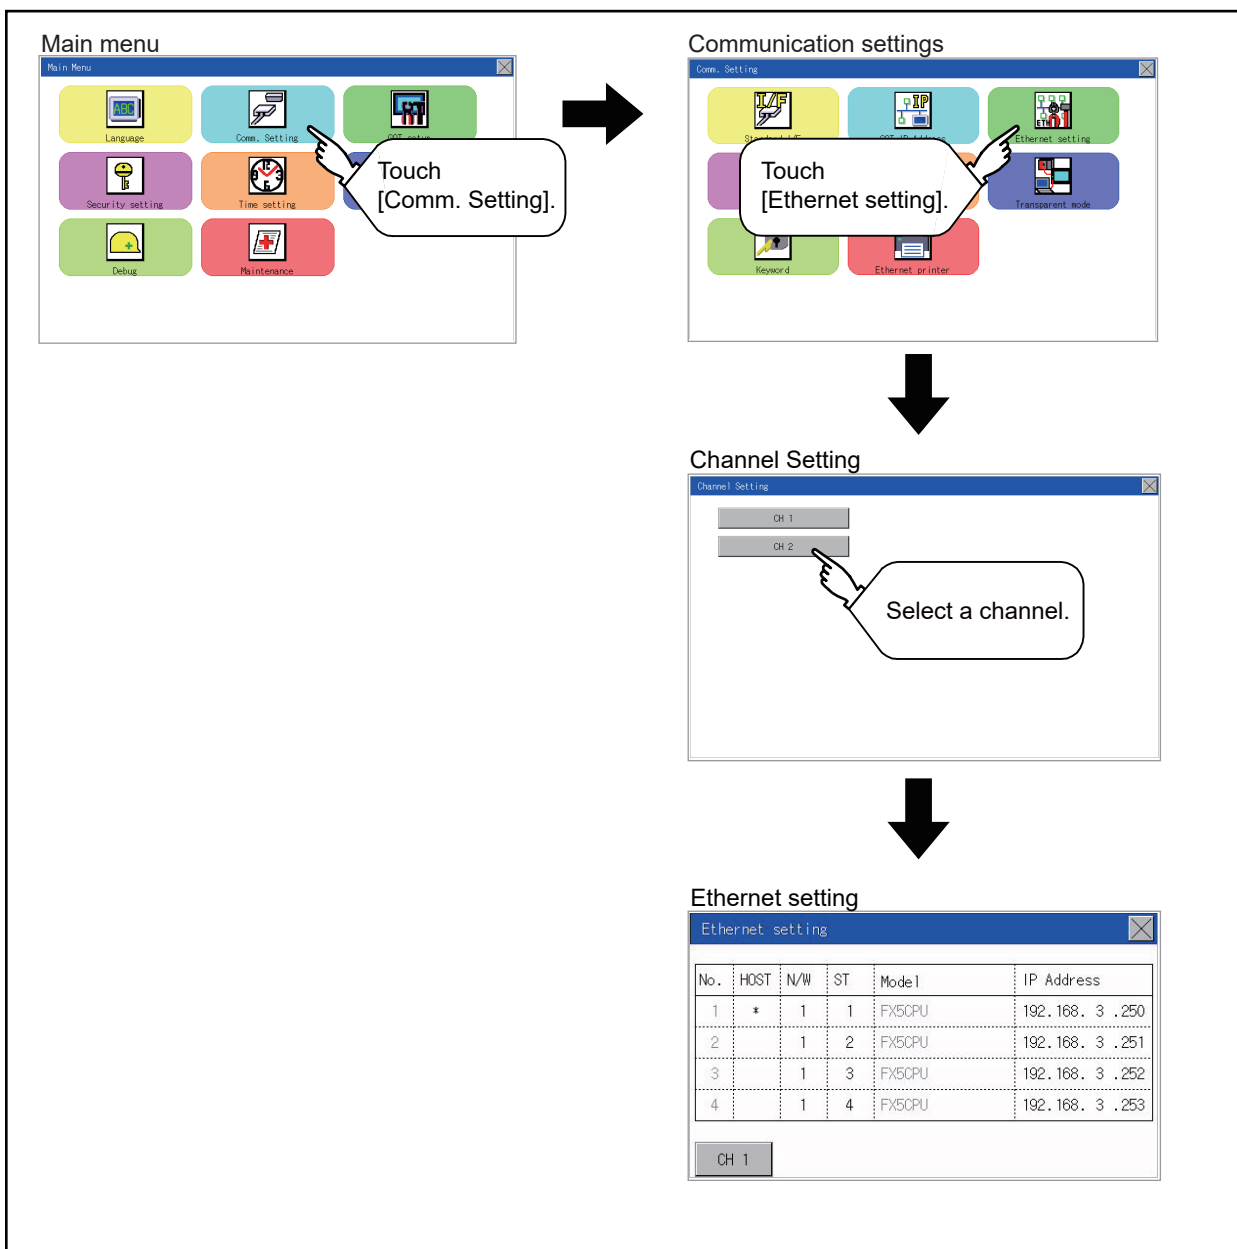 Main menu
Main Menu
Language
Comm. Setting
Security setting
Time setting
Debug
Maintenance
Touch
[Comm. Setting].
Communication settings
Comm. Setting
I/F
IP
ETH
Ethernet setting
Transparent mode
Keyword
Ethernet printer
Touch
[Ethernet setting].
Channel Setting
Channel Setting
CH 1
CH 2
Select a channel.
Ethernet setting
Ethernet setting
No. HOST N/W ST Model IP Address
1 * 1 1 FX5CPU 192.168. 3 .250
2 1 2 FX5CPU 192.168. 3 .251
3 1 3 FX5CPU 192.168. 3 .252
4 1 4 FX5CPU 192.168. 3 .253
CH 1